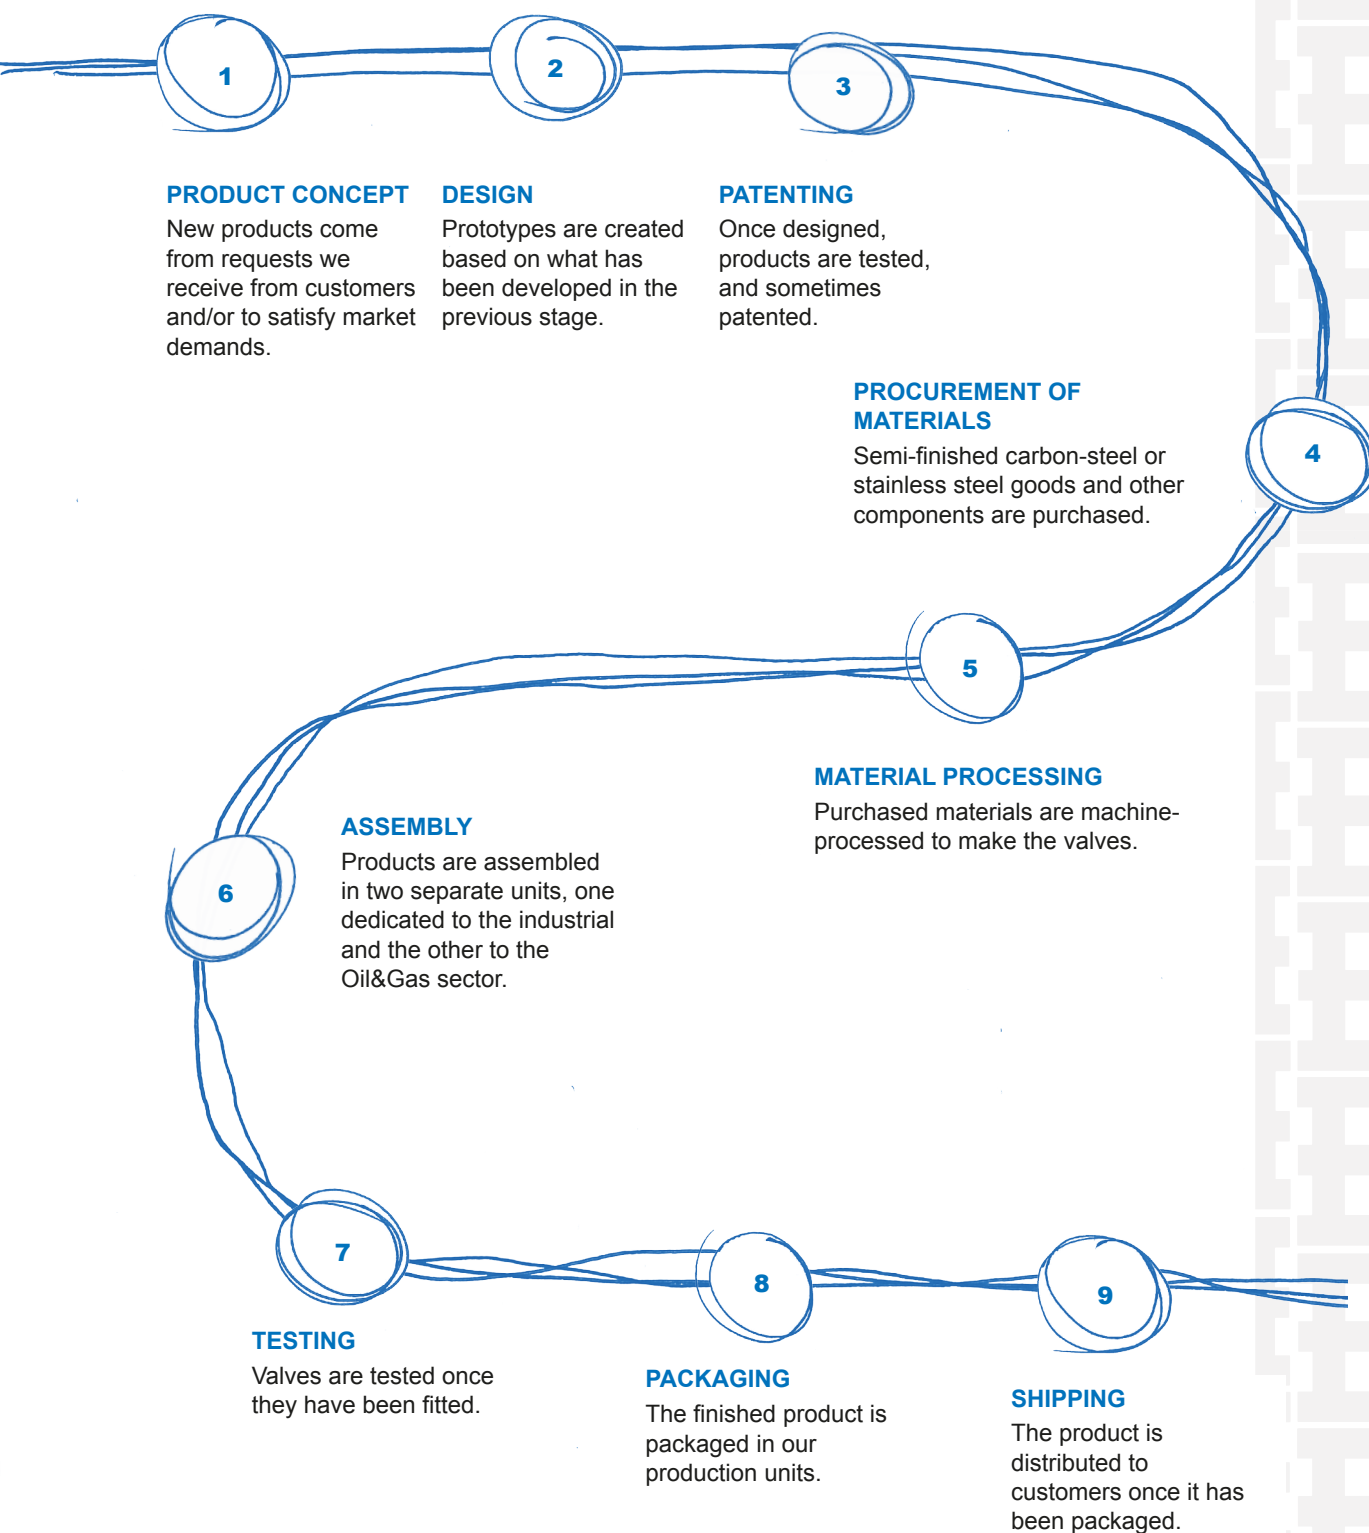 1
PRODUCT CONCEPT
New products come
from requests we
receive from customers
and/or to satisfy market
demands.
2
DESIGN
Prototypes are created
based on what has
been developed in the
previous stage.
3
PATENTING
Once designed,
products are tested,
and sometimes
patented.
4
PROCUREMENT OF
MATERIALS
Semi-finished carbon-steel or
stainless steel goods and other
components are purchased.
5
MATERIAL PROCESSING
Purchased materials are machine-
processed to make the valves.
6
ASSEMBLY
Products are assembled
in two separate units, one
dedicated to the industrial
and the other to the
Oil&Gas sector.
7
TESTING
Valves are tested once
they have been fitted.
8
PACKAGING
The finished product is
packaged in our
production units.
9
SHIPPING
The product is
distributed to
customers once it has
been packaged.